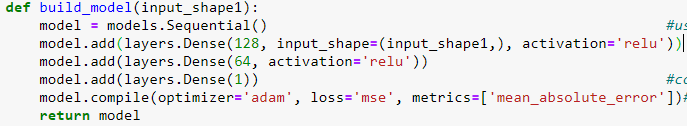 def build_model(input_shape1):
    model = models.Sequential() #us
    model.add(layers.Dense(128, input_shape=(input_shape1,), activation='relu'))
    model.add(layers.Dense(64, activation='relu'))
    model.add(layers.Dense(1)) #co
    model.compile(optimizer='adam', loss='mse', metrics=['mean_absolute_error'])#
    return model